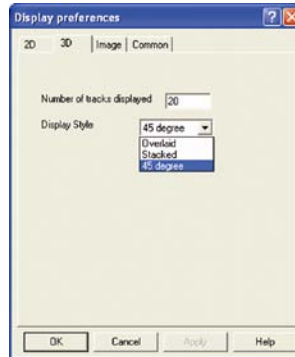 Display preferences
2D 3D Image Common
Number of tracks displayed 20
Display Style 45 degree
Overlaid
Stacked
45 degree
OK Cancel Apply Help